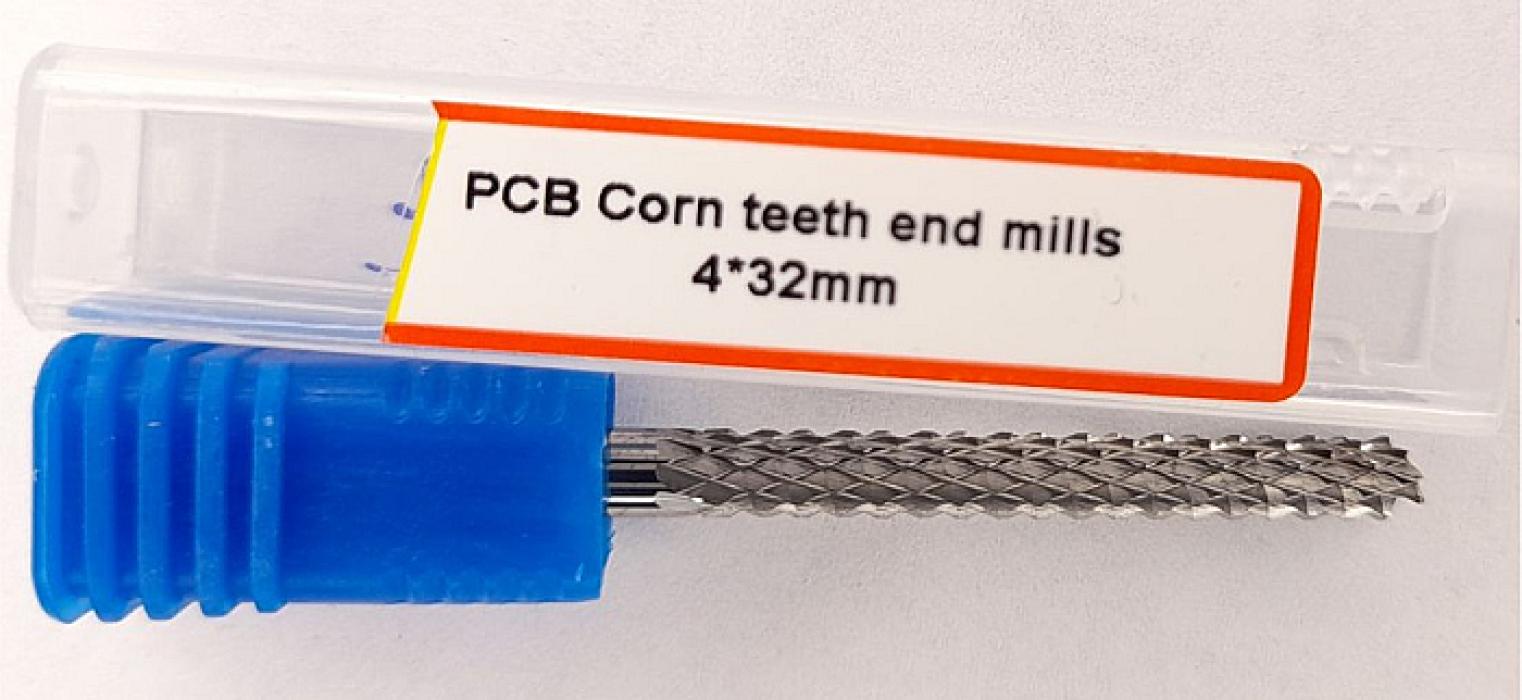 PCB Corn teeth end mills
4*32mm